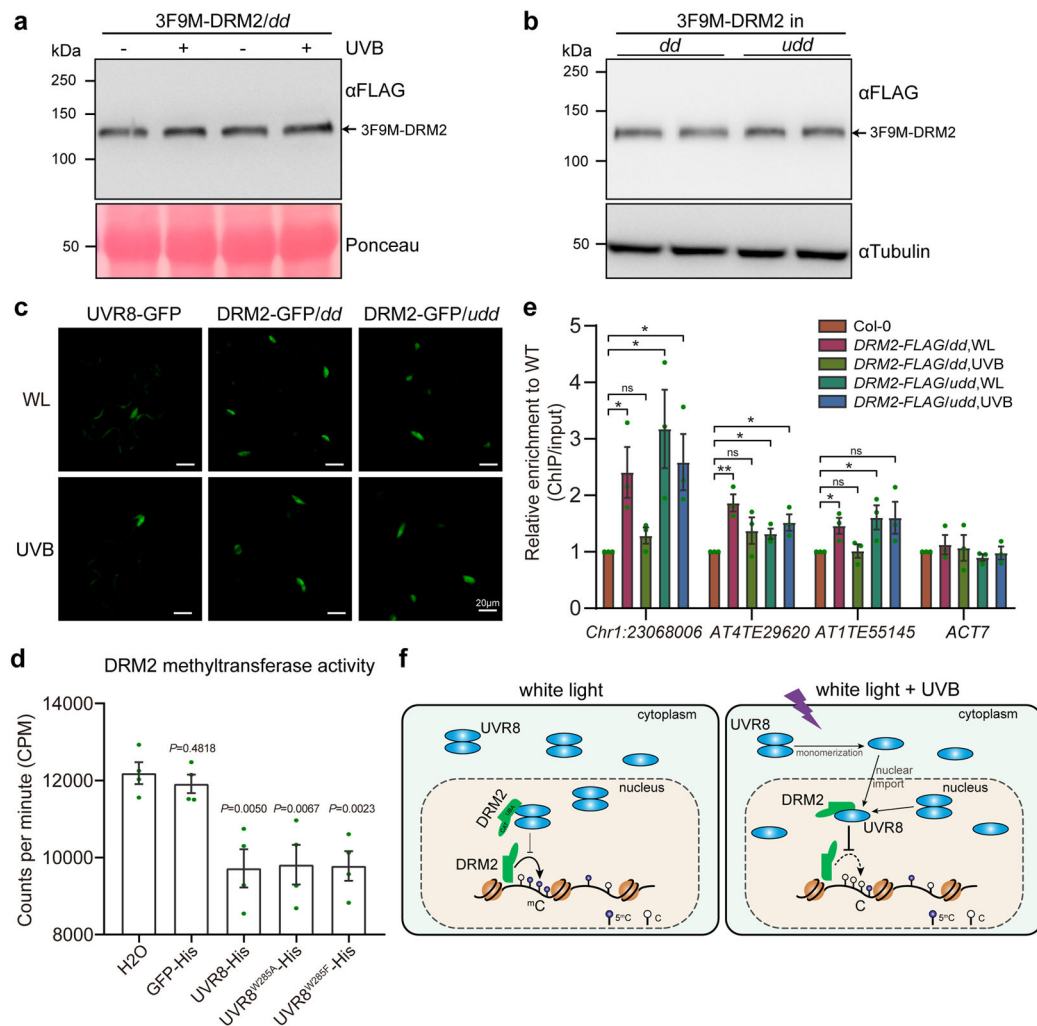 a
3F9M-DRM2/dd
kDa - + - + UVB
250
150
100
αFLAG
3F9M-DRM2
50
Ponceau
b
3F9M-DRM2 in
dd udd
kDa
250
150
100
αFLAG
3F9M-DRM2
50
αTubulin
c
UVR8-GFP DRM2-GFP/dd DRM2-GFP/udd
WL
UVB
20μm
d
DRM2 methyltransferase activity
Counts per minute (CPM)
14000
12000
10000
8000
P=0.4818
P=0.0050 P=0.0067 P=0.0023
H2O
GFP-His
UVR8-His
UVR8W285A-His
UVR8W285F-His
e
Relative enrichment to WT
(ChIP/input)
5
4
3
2
1
0
Col-0
DRM2-FLAG/dd,WL
DRM2-FLAG/dd,UVB
DRM2-FLAG/udd,WL
DRM2-FLAG/udd,UVB
*
*
ns
*
*
*
ns
**
ns
*
ns
*
Chr1:23068006 AT4TE29620 AT1TE55145 ACT7
f
white light
cytoplasm
UVR8
nucleus
DRM2
UBA
DRM2
mC
5mC C
white light + UVB
cytoplasm
UVR8
monomerization
nuclear
import
nucleus
DRM2
UVR8
C
5mC C